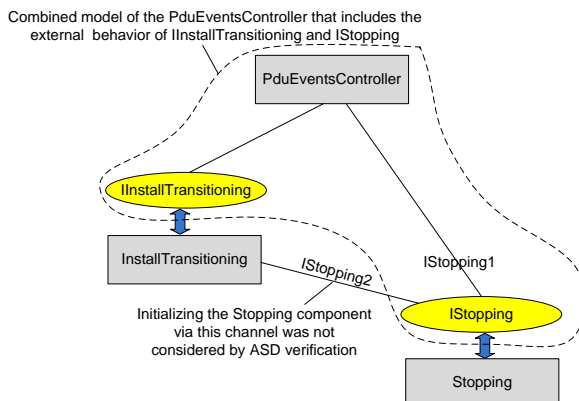 Combined model of the PduEventsController that includes the
external behavior of IInstallTransitioning and IStopping
PduEventsController
IInstallTransitioning
InstallTransitioning
IStopping2
IStopping1
Initializing the Stopping component
via this channel was not
considered by ASD verification
IStopping
Stopping